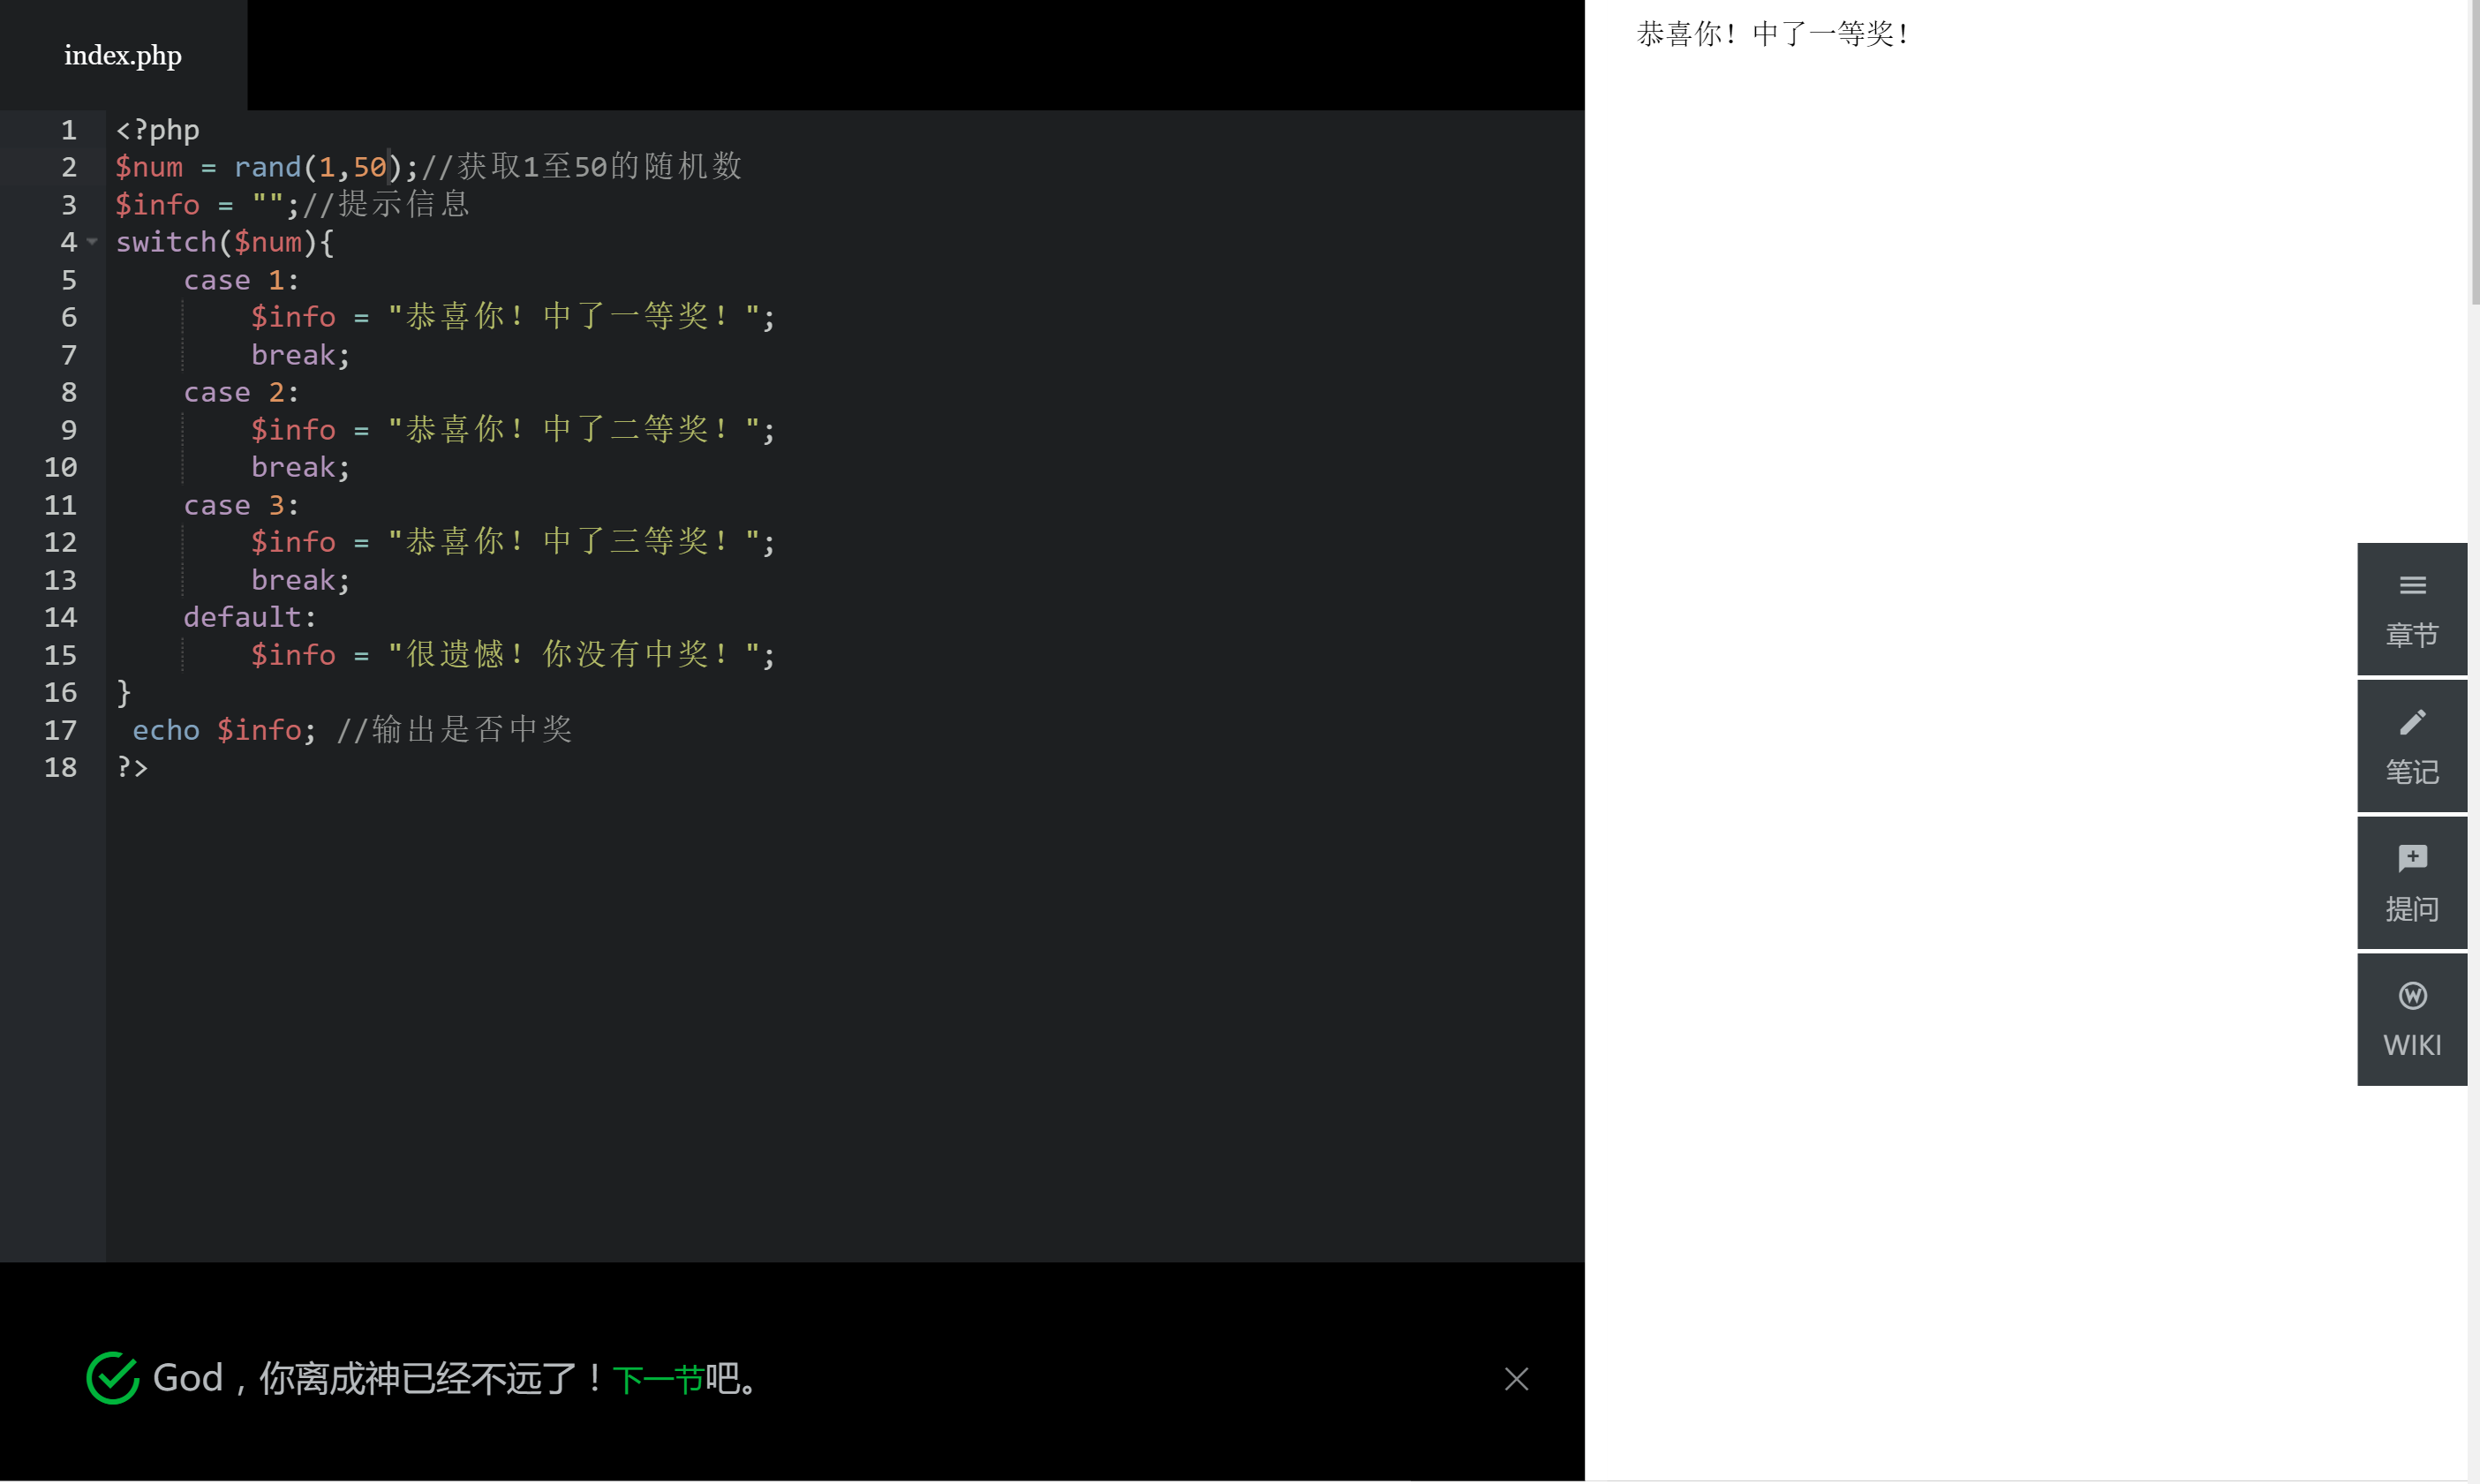 index.php
1 <?php
2 $num = rand(1,50);//获取1至50的随机数
3 $info = "";//提示信息
4 switch($num){
5     case 1:
6         $info = "恭喜你！中了一等奖！";
7         break;
8     case 2:
9         $info = "恭喜你！中了二等奖！";
10         break;
11     case 3:
12         $info = "恭喜你！中了三等奖！";
13         break;
14     default:
15         $info = "很遗憾！你没有中奖！";
16 }
17  echo $info; //输出是否中奖
18 ?>
God，你离成神已经不远了！下一节吧。
恭喜你！中了一等奖！
章节
笔记
提问
WIKI